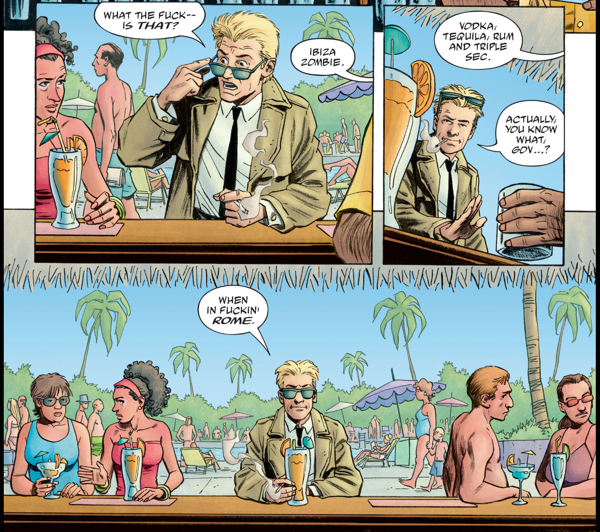 WHAT THE FUCK--
IS THAT?
IBIZA
ZOMBIE.
VODKA,
TEQUILA, RUM
AND TRIPLE
SEC.
ACTUALLY,
YOU KNOW
WHAT,
GOV...?
WHEN
IN FUCKIN'
ROME.